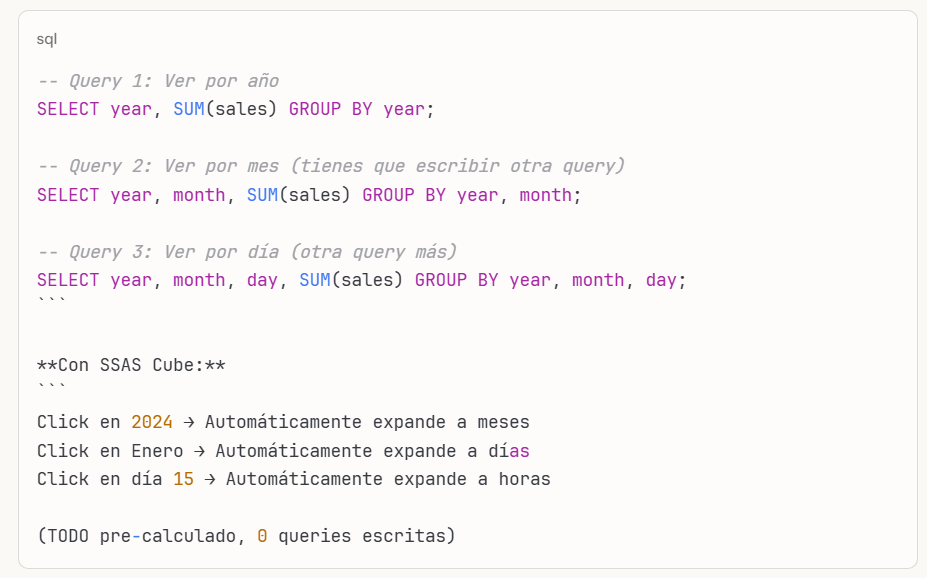 sql
-- Query 1: Ver por año
SELECT year, SUM(sales) GROUP BY year;
-- Query 2: Ver por mes (tienes que escribir otra query)
SELECT year, month, SUM(sales) GROUP BY year, month;
-- Query 3: Ver por día (otra query más)
SELECT year, month, day, SUM(sales) GROUP BY year, month, day;
```
**Con SSAS Cube:**
```
Click en 2024 → Automáticamente expande a meses
Click en Enero → Automáticamente expande a días
Click en día 15 → Automáticamente expande a horas
(TODO pre-calculado, 0 queries escritas)